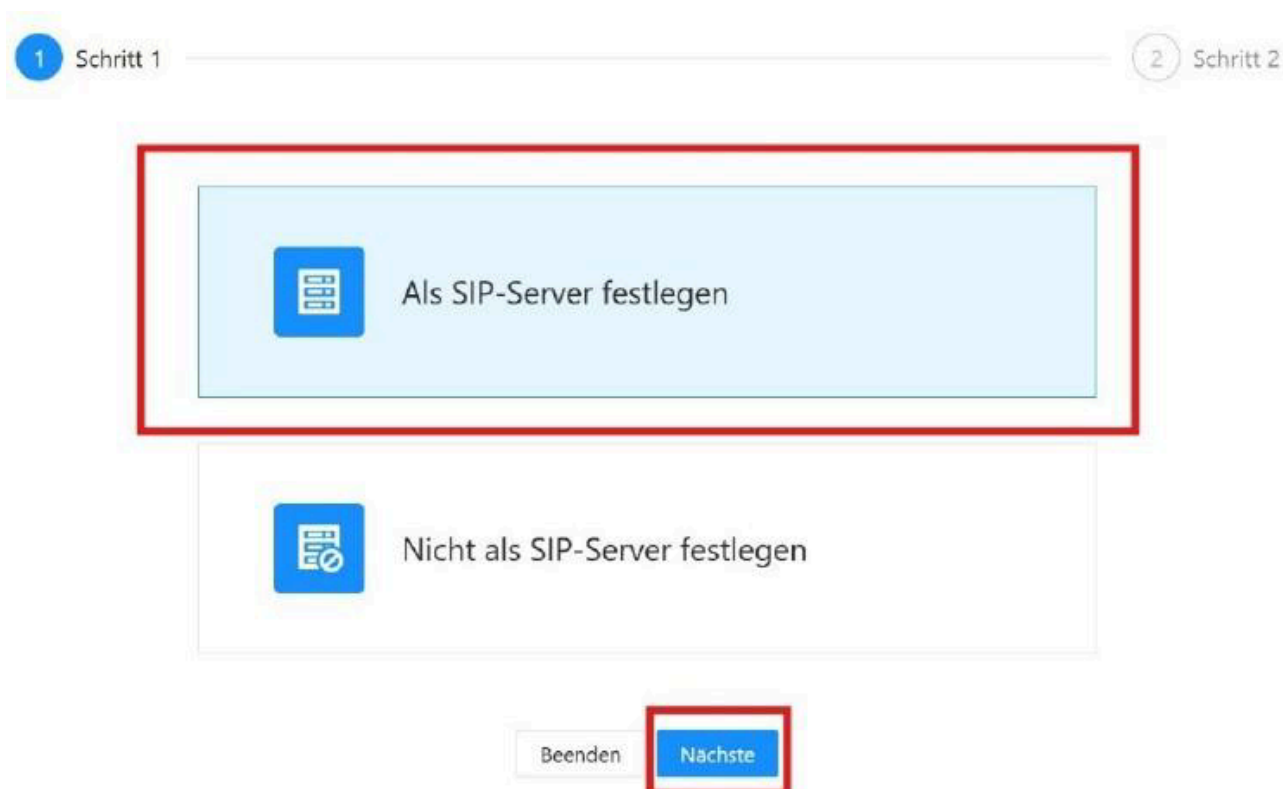 1 Schritt 1
2 Schritt 2
Als SIP-Server festlegen
Nicht als SIP-Server festlegen
Beenden Nächste